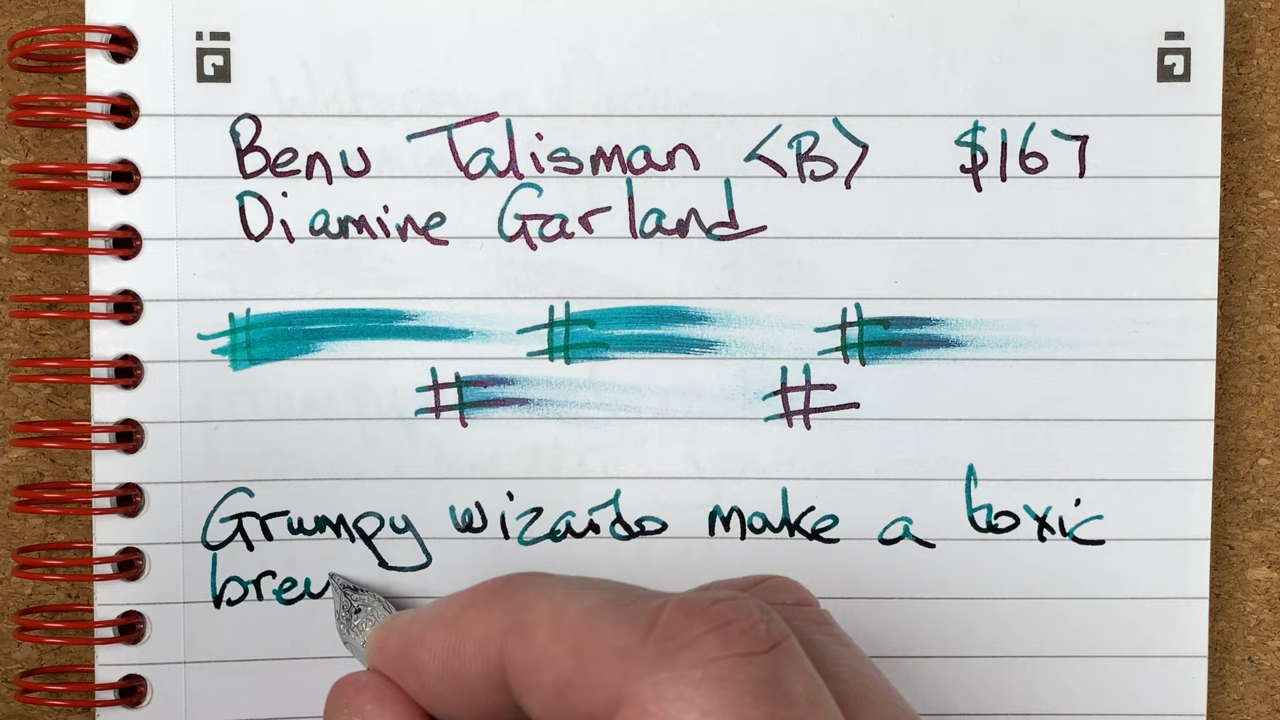 Benu Talisman <B> $167
Diamine Garland
# # #
# #
Grumpy wizards make a toxic
brew